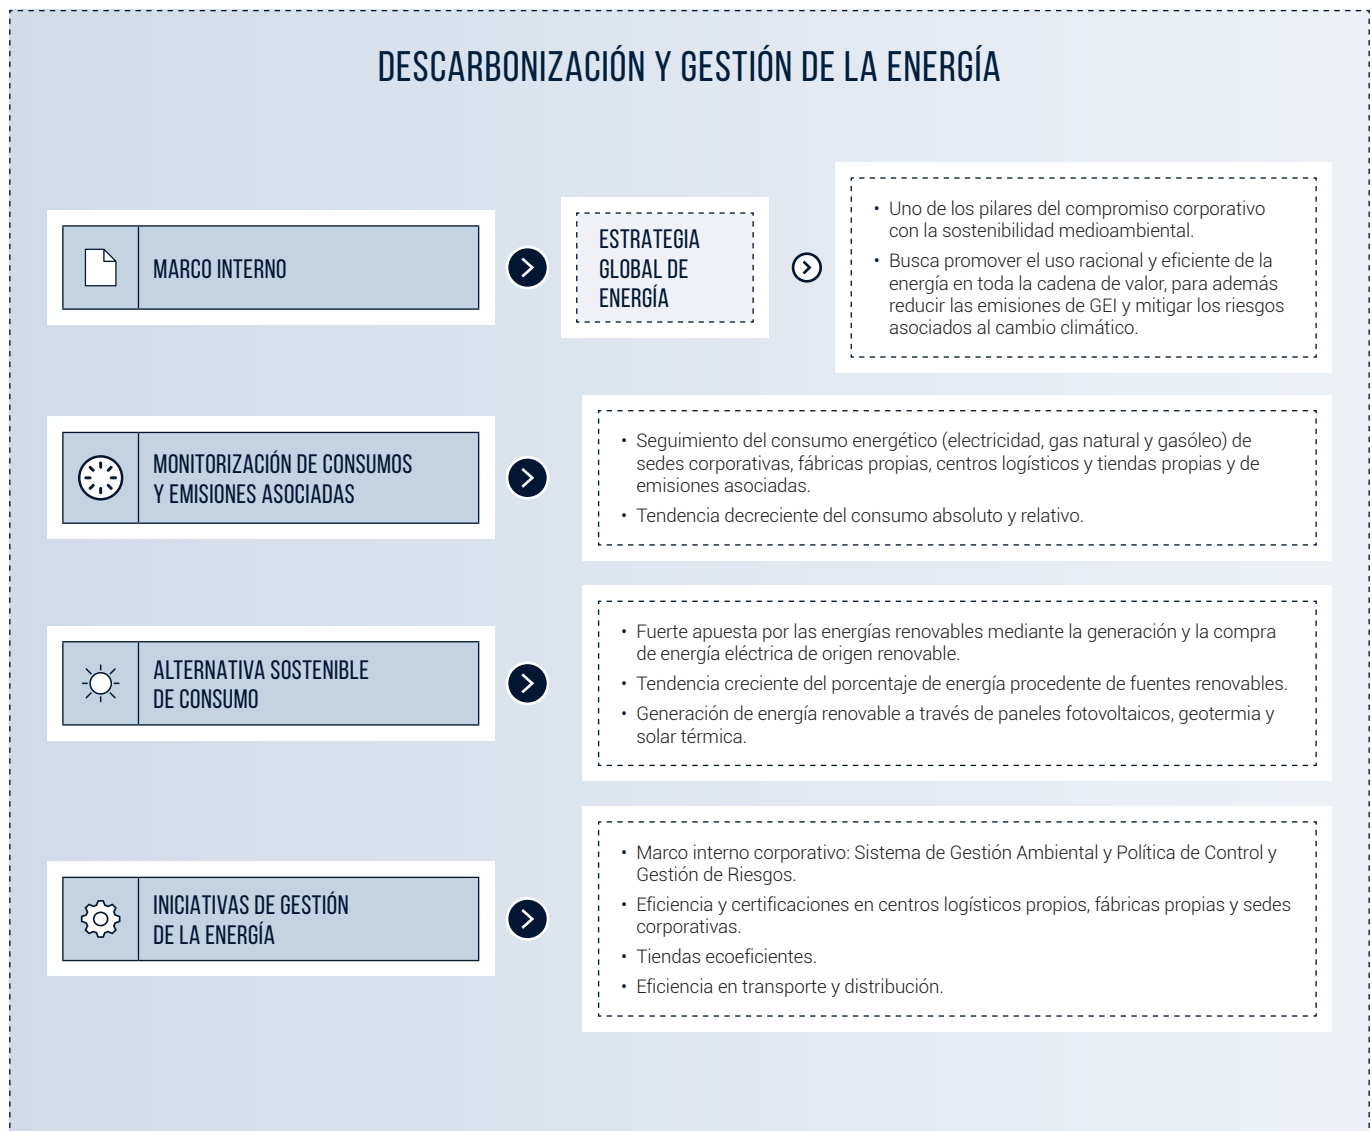 DESCARBONIZACIÓN Y GESTIÓN DE LA ENERGÍA
MARCO INTERNO
ESTRATEGIA
GLOBAL DE
ENERGÍA
• Uno de los pilares del compromiso corporativo
con la sostenibilidad medioambiental.
• Busca promover el uso racional y eficiente de la
energía en toda la cadena de valor, para además
reducir las emisiones de GEI y mitigar los riesgos
asociados al cambio climático.
MONITORIZACIÓN DE CONSUMOS
Y EMISIONES ASOCIADAS
• Seguimiento del consumo energético (electricidad, gas natural y gasóleo) de
sedes corporativas, fábricas propias, centros logísticos y tiendas propias y de
emisiones asociadas.
• Tendencia decreciente del consumo absoluto y relativo.
ALTERNATIVA SOSTENIBLE
DE CONSUMO
• Fuerte apuesta por las energías renovables mediante la generación y la compra
de energía eléctrica de origen renovable.
• Tendencia creciente del porcentaje de energía procedente de fuentes renovables.
• Generación de energía renovable a través de paneles fotovoltaicos, geotermia y
solar térmica.
INICIATIVAS DE GESTIÓN
DE LA ENERGÍA
• Marco interno corporativo: Sistema de Gestión Ambiental y Política de Control y
Gestión de Riesgos.
• Eficiencia y certificaciones en centros logísticos propios, fábricas propias y sedes
corporativas.
• Tiendas ecoeficientes.
• Eficiencia en transporte y distribución.